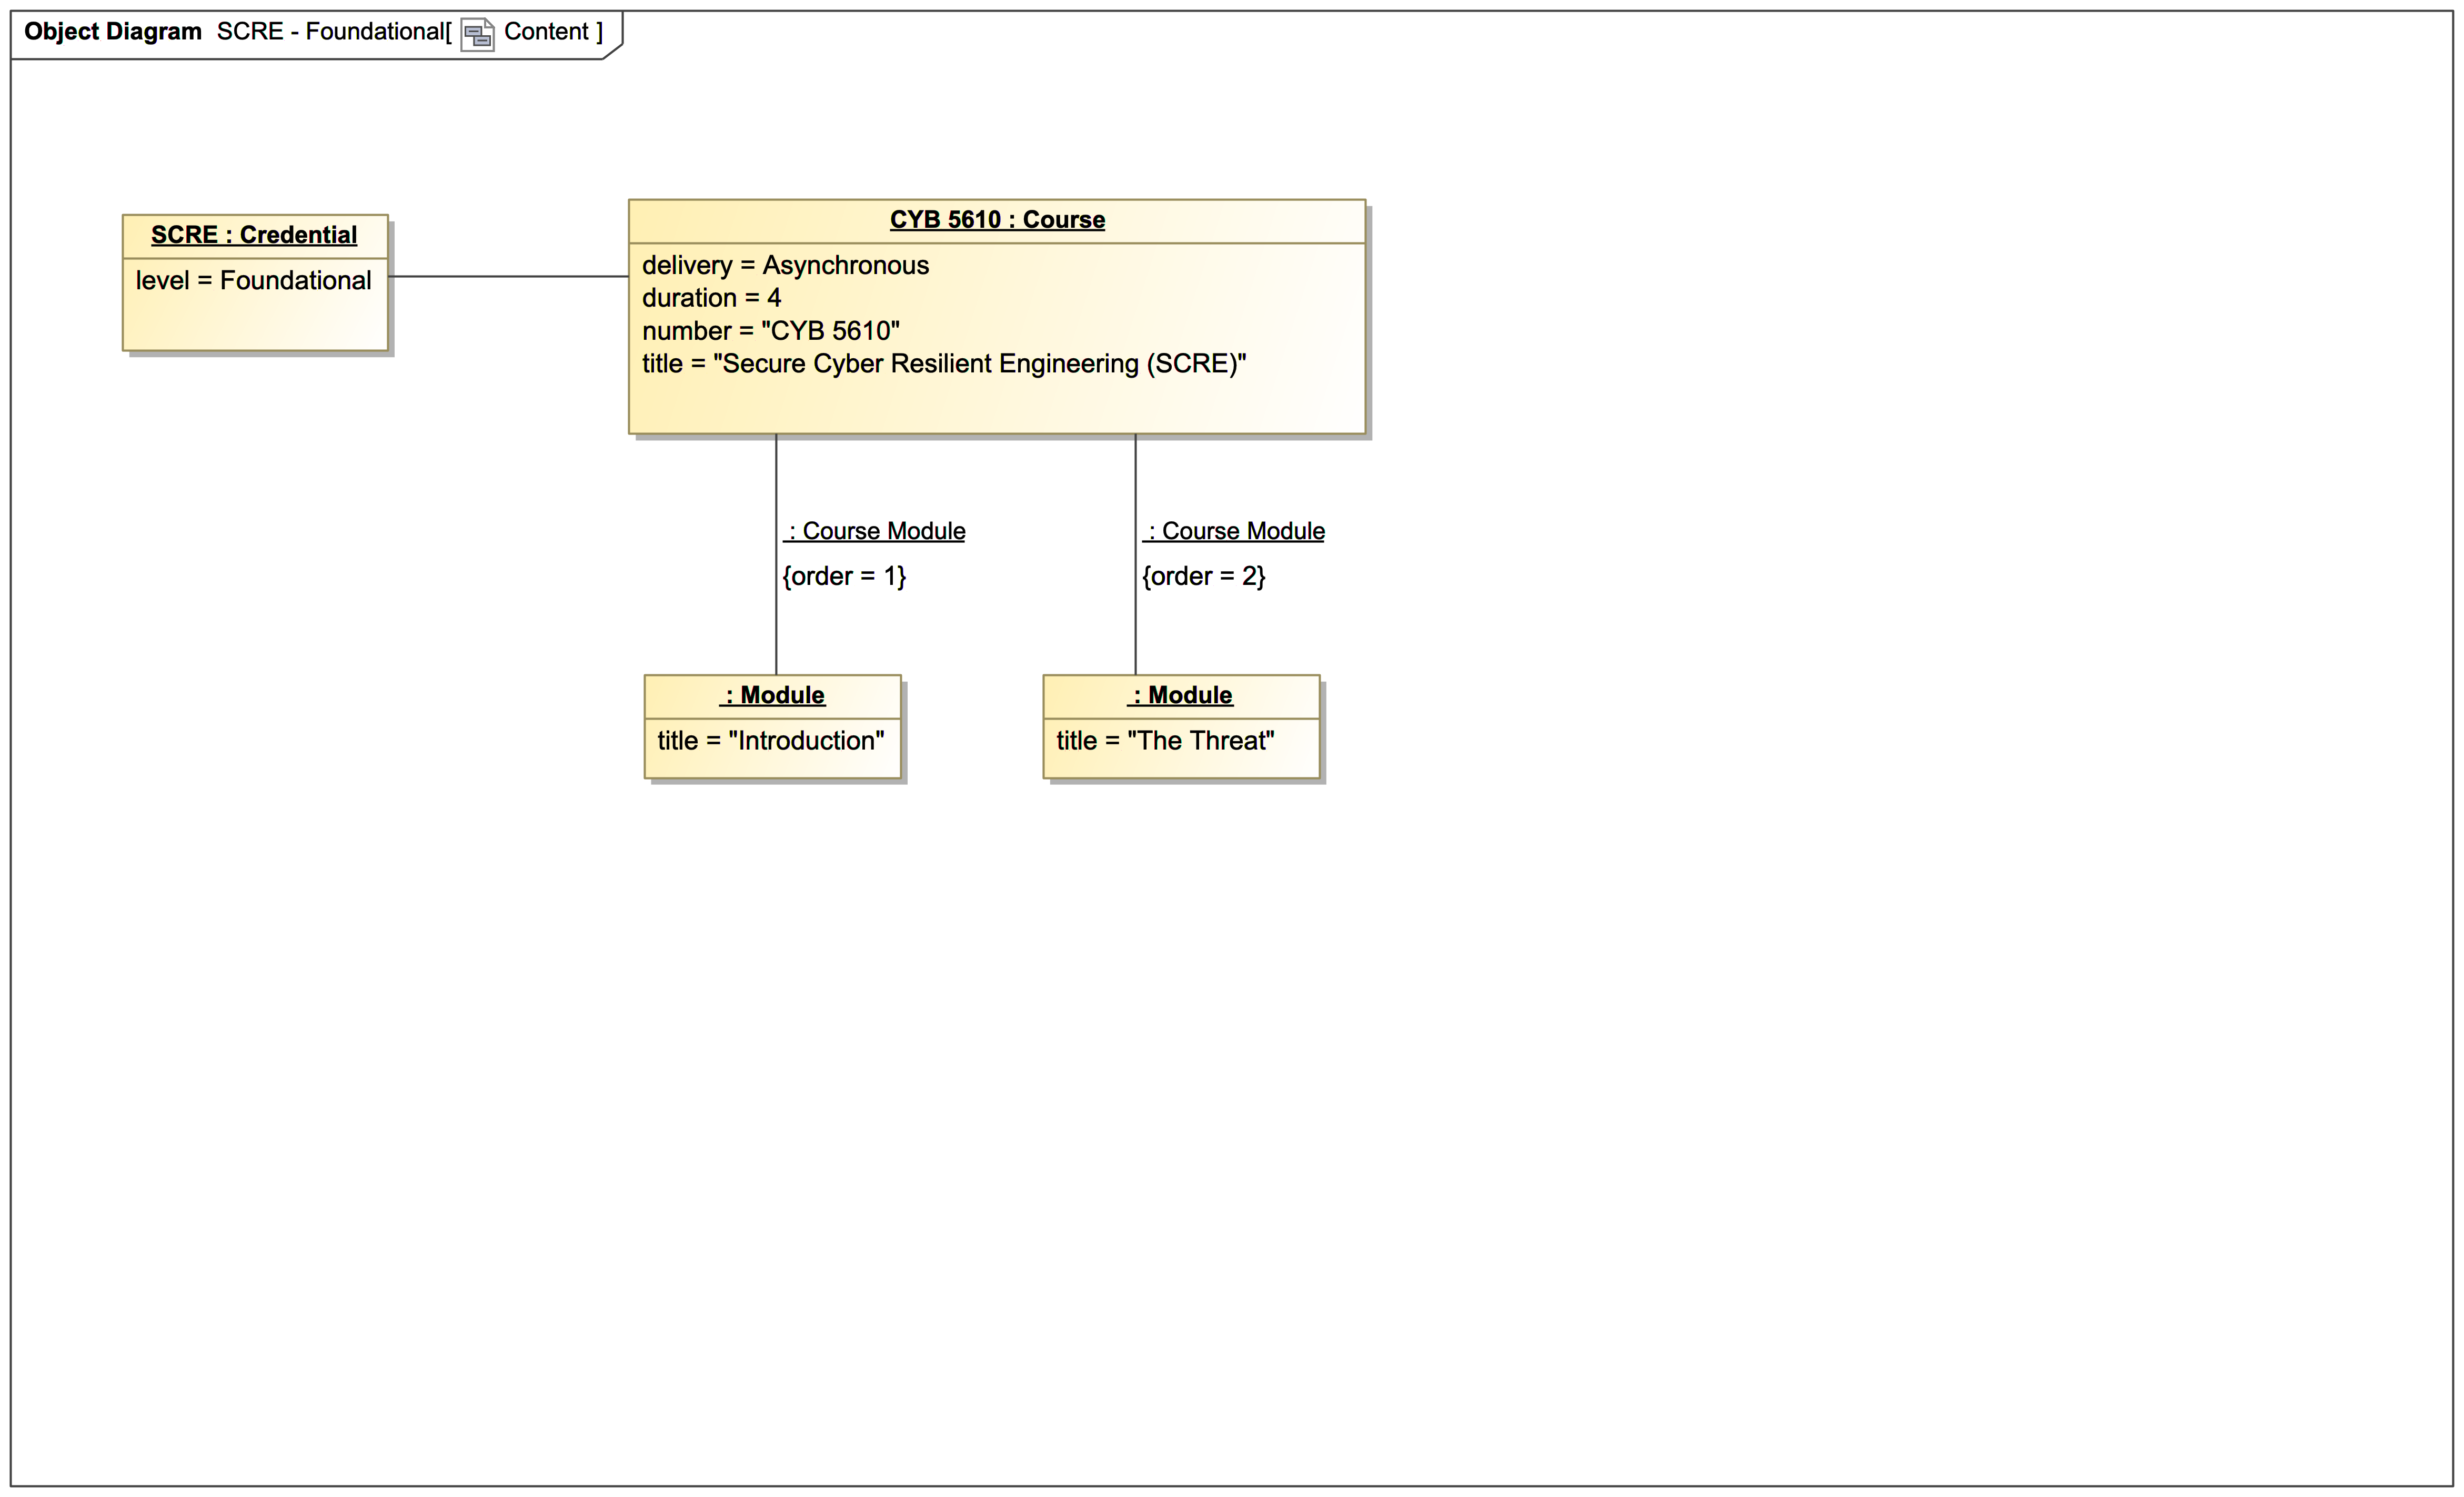 Object Diagram SCRE - Foundational[ Content ]
SCRE : Credential
level = Foundational
CYB 5610 : Course
delivery = Asynchronous
duration = 4
number = "CYB 5610"
title = "Secure Cyber Resilient Engineering (SCRE)"
: Course Module
{order = 1}
: Course Module
{order = 2}
: Module
title = "Introduction"
: Module
title = "The Threat"